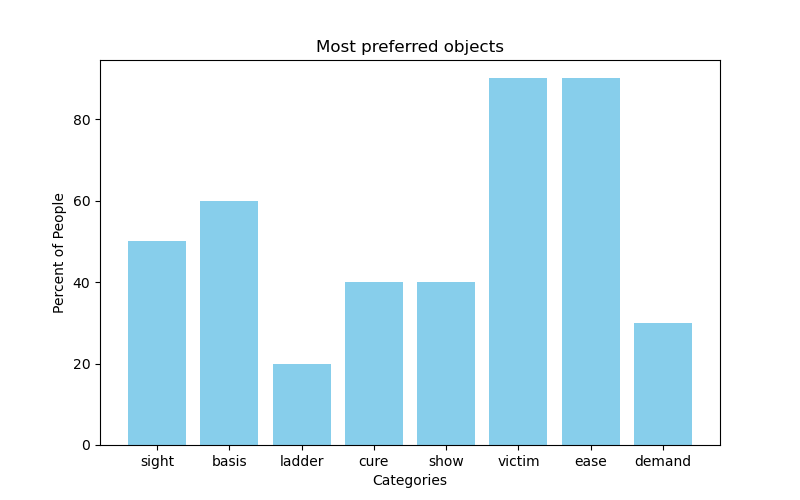 Most preferred objects
Percent of People
80
60
40
20
0
sight basis ladder cure show victim ease demand
Categories